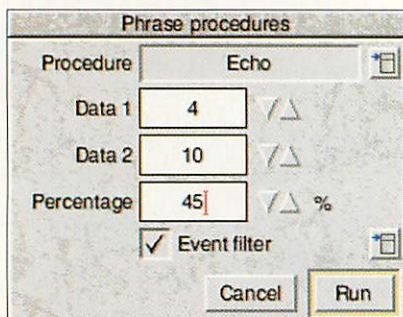 Phrase procedures
Procedure Echo
Data 1 4
Data 2 10
Percentage 45 %
Event filter
Cancel Run